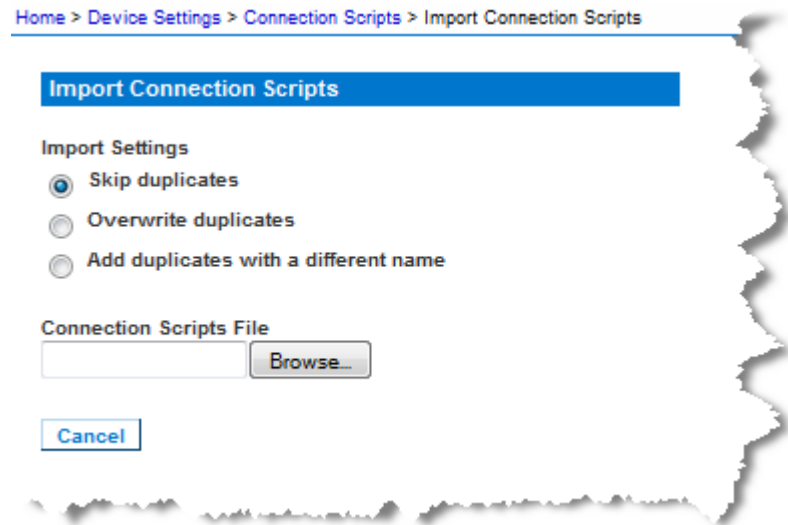 Home > Device Settings > Connection Scripts > Import Connection Scripts
Import Connection Scripts
Import Settings
Skip duplicates
Overwrite duplicates
Add duplicates with a different name
Connection Scripts File
Browse...
Cancel